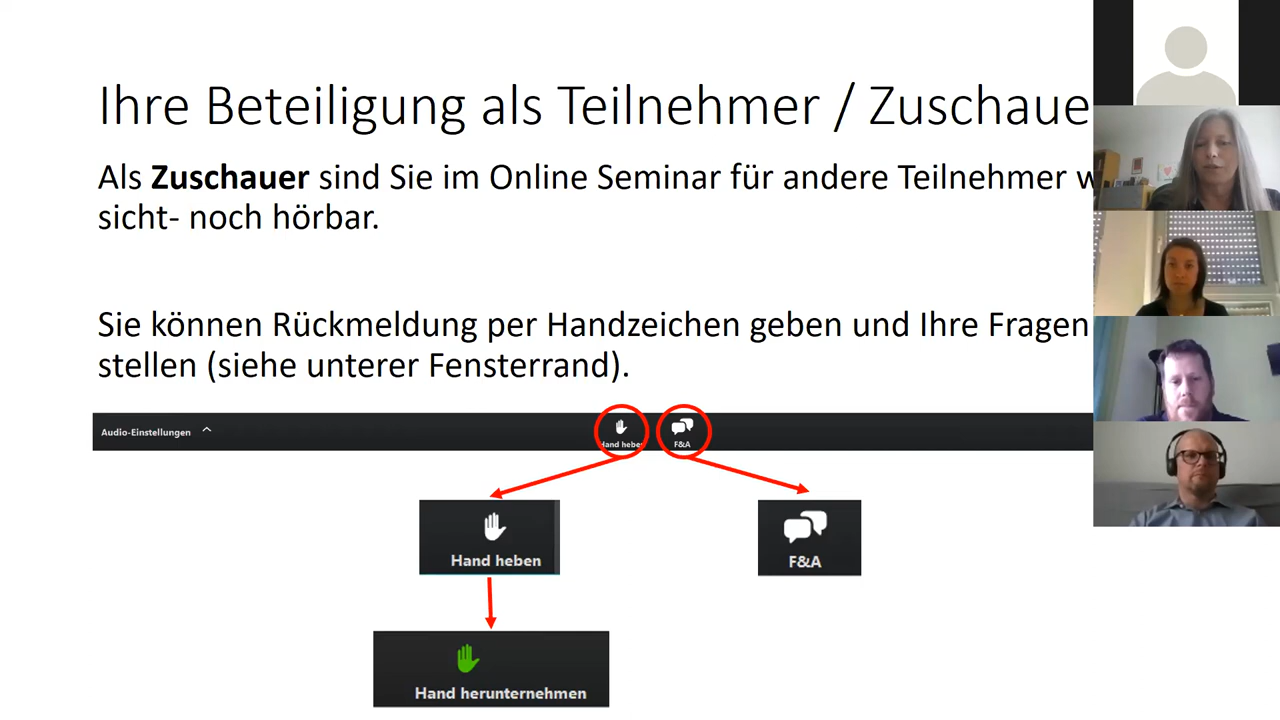 Ihre Beteiligung als Teilnehmer / Zuschaue
Als Zuschauer sind Sie im Online Seminar für andere Teilnehmer w
sicht- noch hörbar.
Sie können Rückmeldung per Handzeichen geben und Ihre Fragen
stellen (siehe unterer Fensterrand).
Audio-Einstellungen
Hand heben
F&A
Hand heben
F&A
Hand herunternehmen